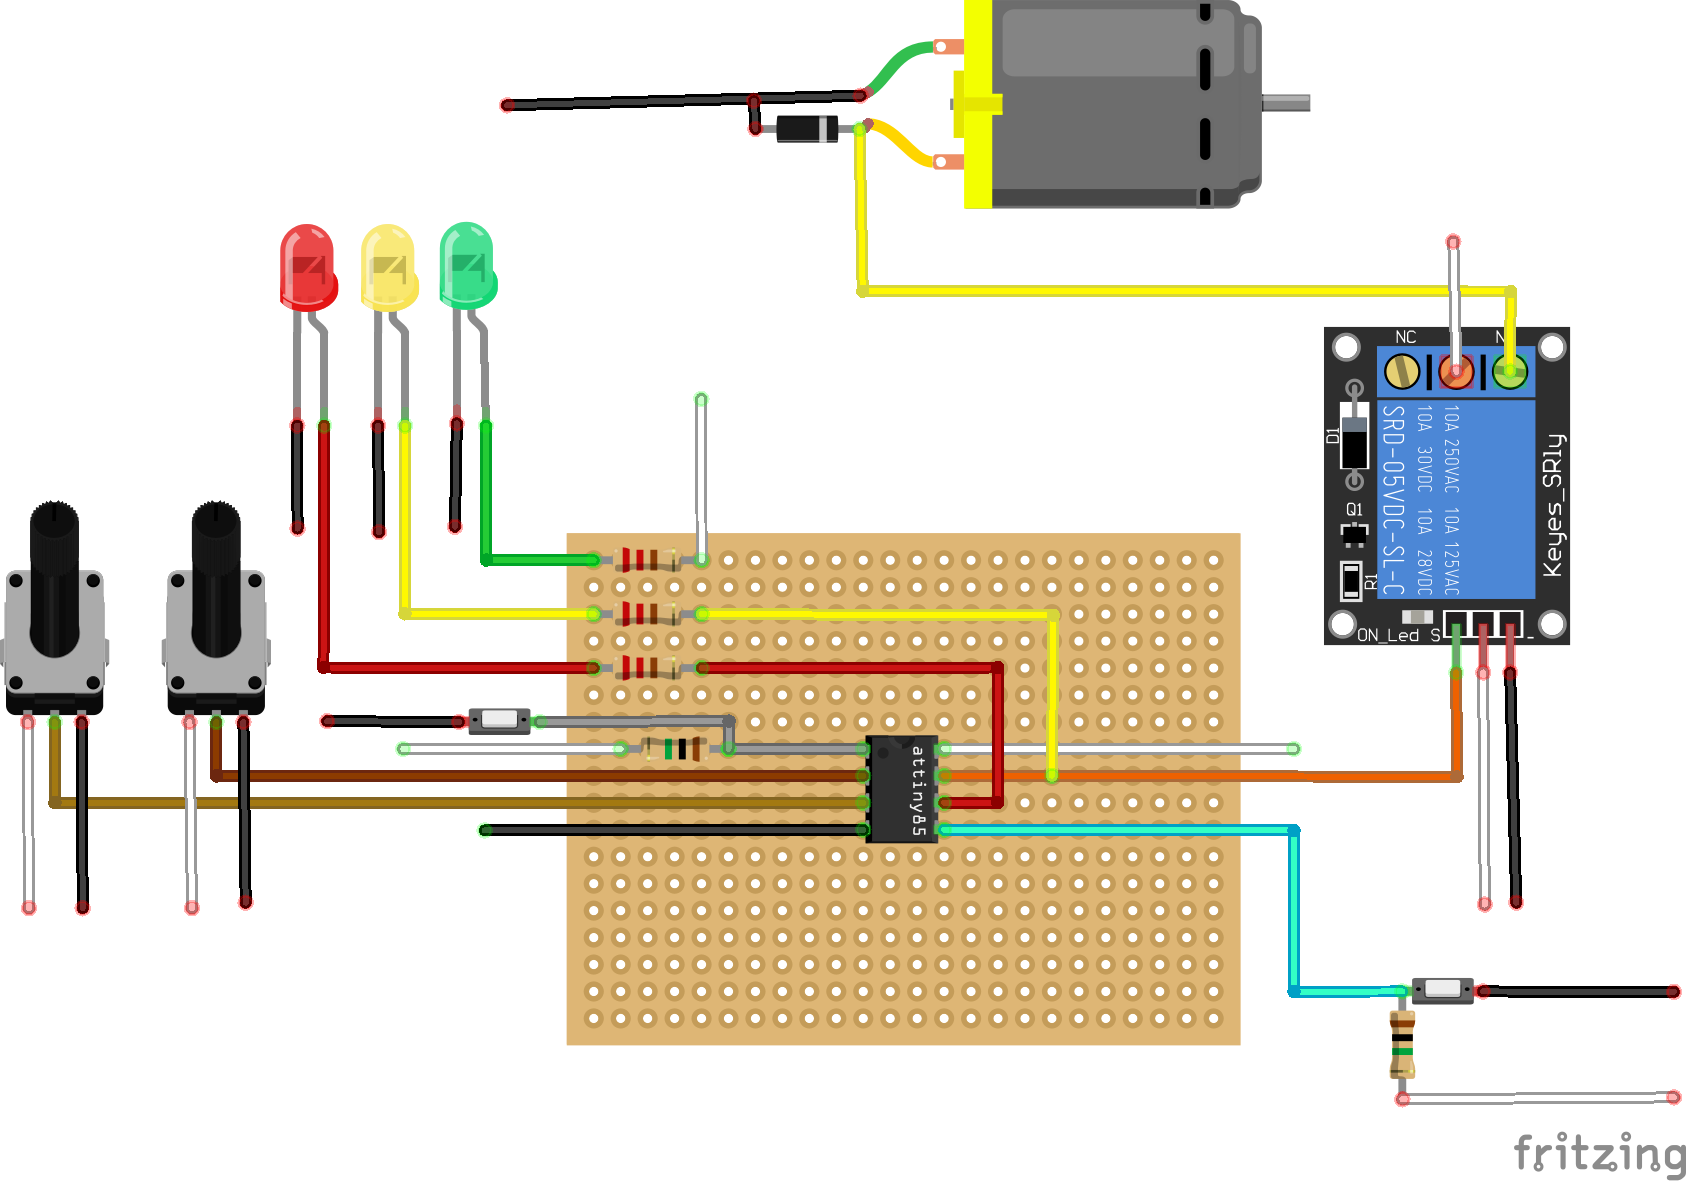 NC
N
D1
Q1
R1
SRD-05VDC-SL-C
10A 30VDC 10A 28VDC
10A 250VAC 10A 125VAC
Keyes_SRly
ON_Led S
-
attiny85
fritzing